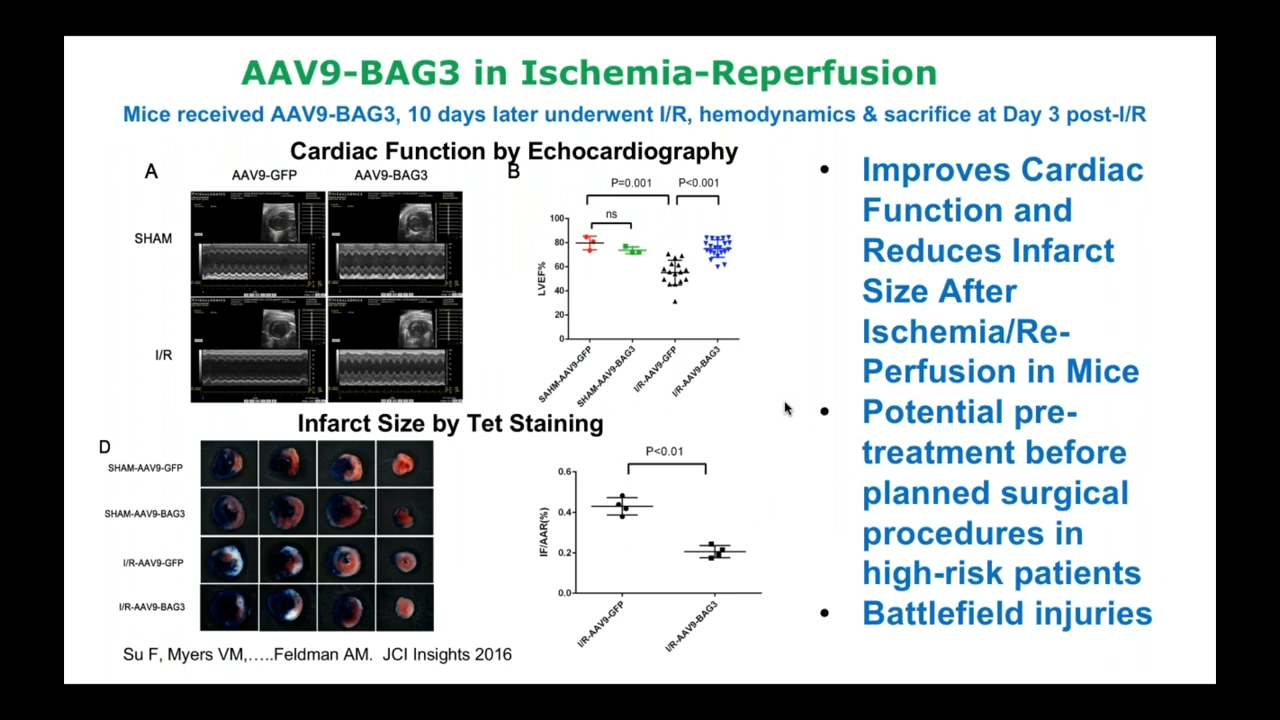 AAV9-BAG3 in Ischemia-Reperfusion
Mice received AAV9-BAG3, 10 days later underwent I/R, hemodynamics & sacrifice at Day 3 post-I/R
Cardiac Function by Echocardiography
A
AAV9-GFP
AAV9-BAG3
SHAM
I/R
B
P=0.001
P<0.001
ns
LVEF%
100
80
60
40
20
0
SAHM-AAV9-GFP
SHAM-AAV9-BAG3
I/R-AAV9-GFP
I/R-AAV9-BAG3
Infarct Size by Tet Staining
D
SHAM-AAV9-GFP
SHAM-AAV9-BAG3
I/R-AAV9-GFP
I/R-AAV9-BAG3
P<0.01
IF/AAR(%)
0.6
0.4
0.2
0.0
I/R-AAV9-GFP
I/R-AAV9-BAG3
Su F, Myers VM,…..Feldman AM. JCI Insights 2016
• Improves Cardiac
Function and
Reduces Infarct
Size After
Ischemia/Re-
Perfusion in Mice
• Potential pre-
treatment before
planned surgical
procedures in
high-risk patients
• Battlefield injuries